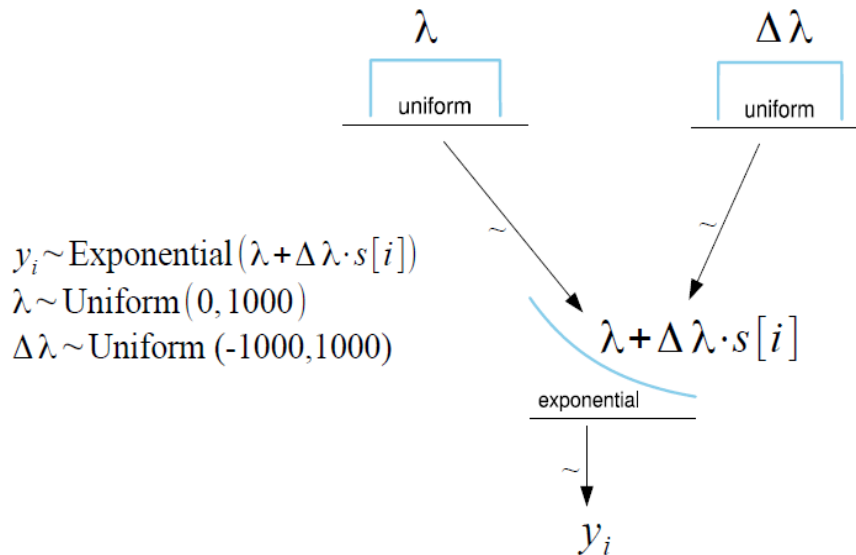 λ Δλ
uniform uniform
~ ~
y_i ~ Exponential(λ+Δλ·s[i])
λ ~ Uniform(0,1000)
Δλ ~ Uniform (-1000,1000)
λ+Δλ·s[i]
exponential
~
y_i